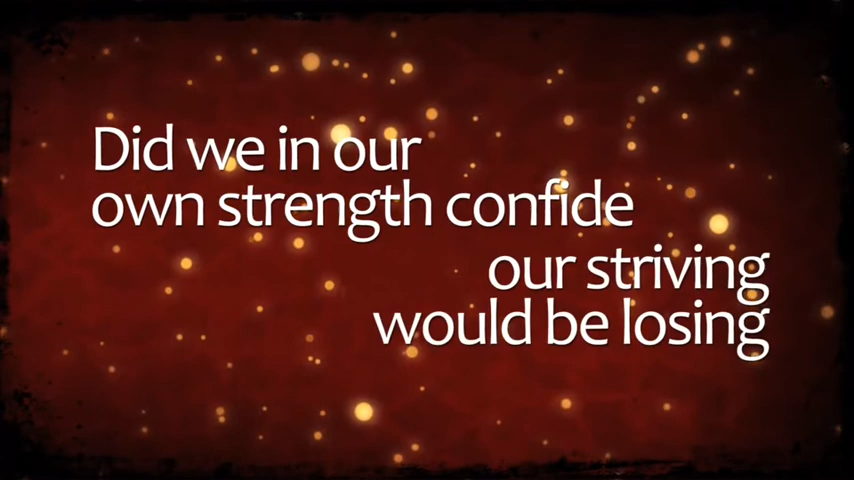 Did we in our
own strength confide
our striving
would be losing